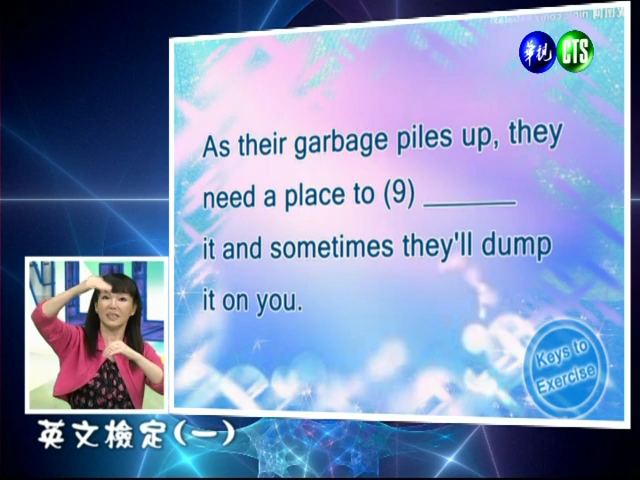 華視 CTS
As their garbage piles up, they
need a place to (9) ________
it and sometimes they'll dump
it on you.
Keys to
Exercise
英文檢定(一)